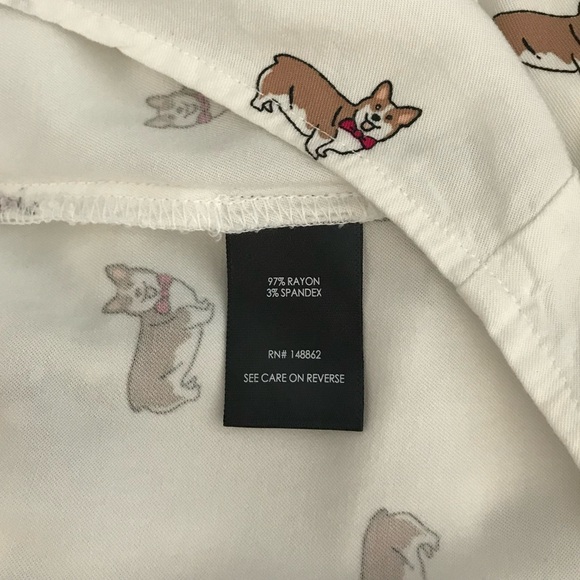 97% RAYON
3% SPANDEX
RN# 148862
SEE CARE ON REVERSE